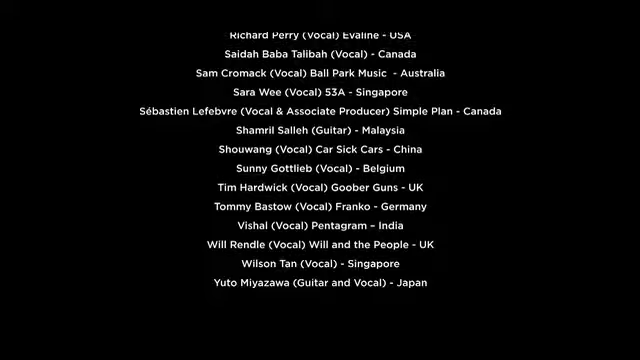 Richard Perry (Vocal) Evaline - USA
Saidah Baba Talibah (Vocal) - Canada
Sam Cromack (Vocal) Ball Park Music  - Australia
Sara Wee (Vocal) 53A - Singapore
Sébastien Lefebvre (Vocal & Associate Producer) Simple Plan - Canada
Shamril Salleh (Guitar) - Malaysia
Shouwang (Vocal) Car Sick Cars - China
Sunny Gottlieb (Vocal) - Belgium
Tim Hardwick (Vocal) Goober Guns - UK
Tommy Bastow (Vocal) Franko - Germany
Vishal (Vocal) Pentagram – India
Will Rendle (Vocal) Will and the People - UK
Wilson Tan (Vocal) - Singapore
Yuto Miyazawa (Guitar and Vocal) - Japan